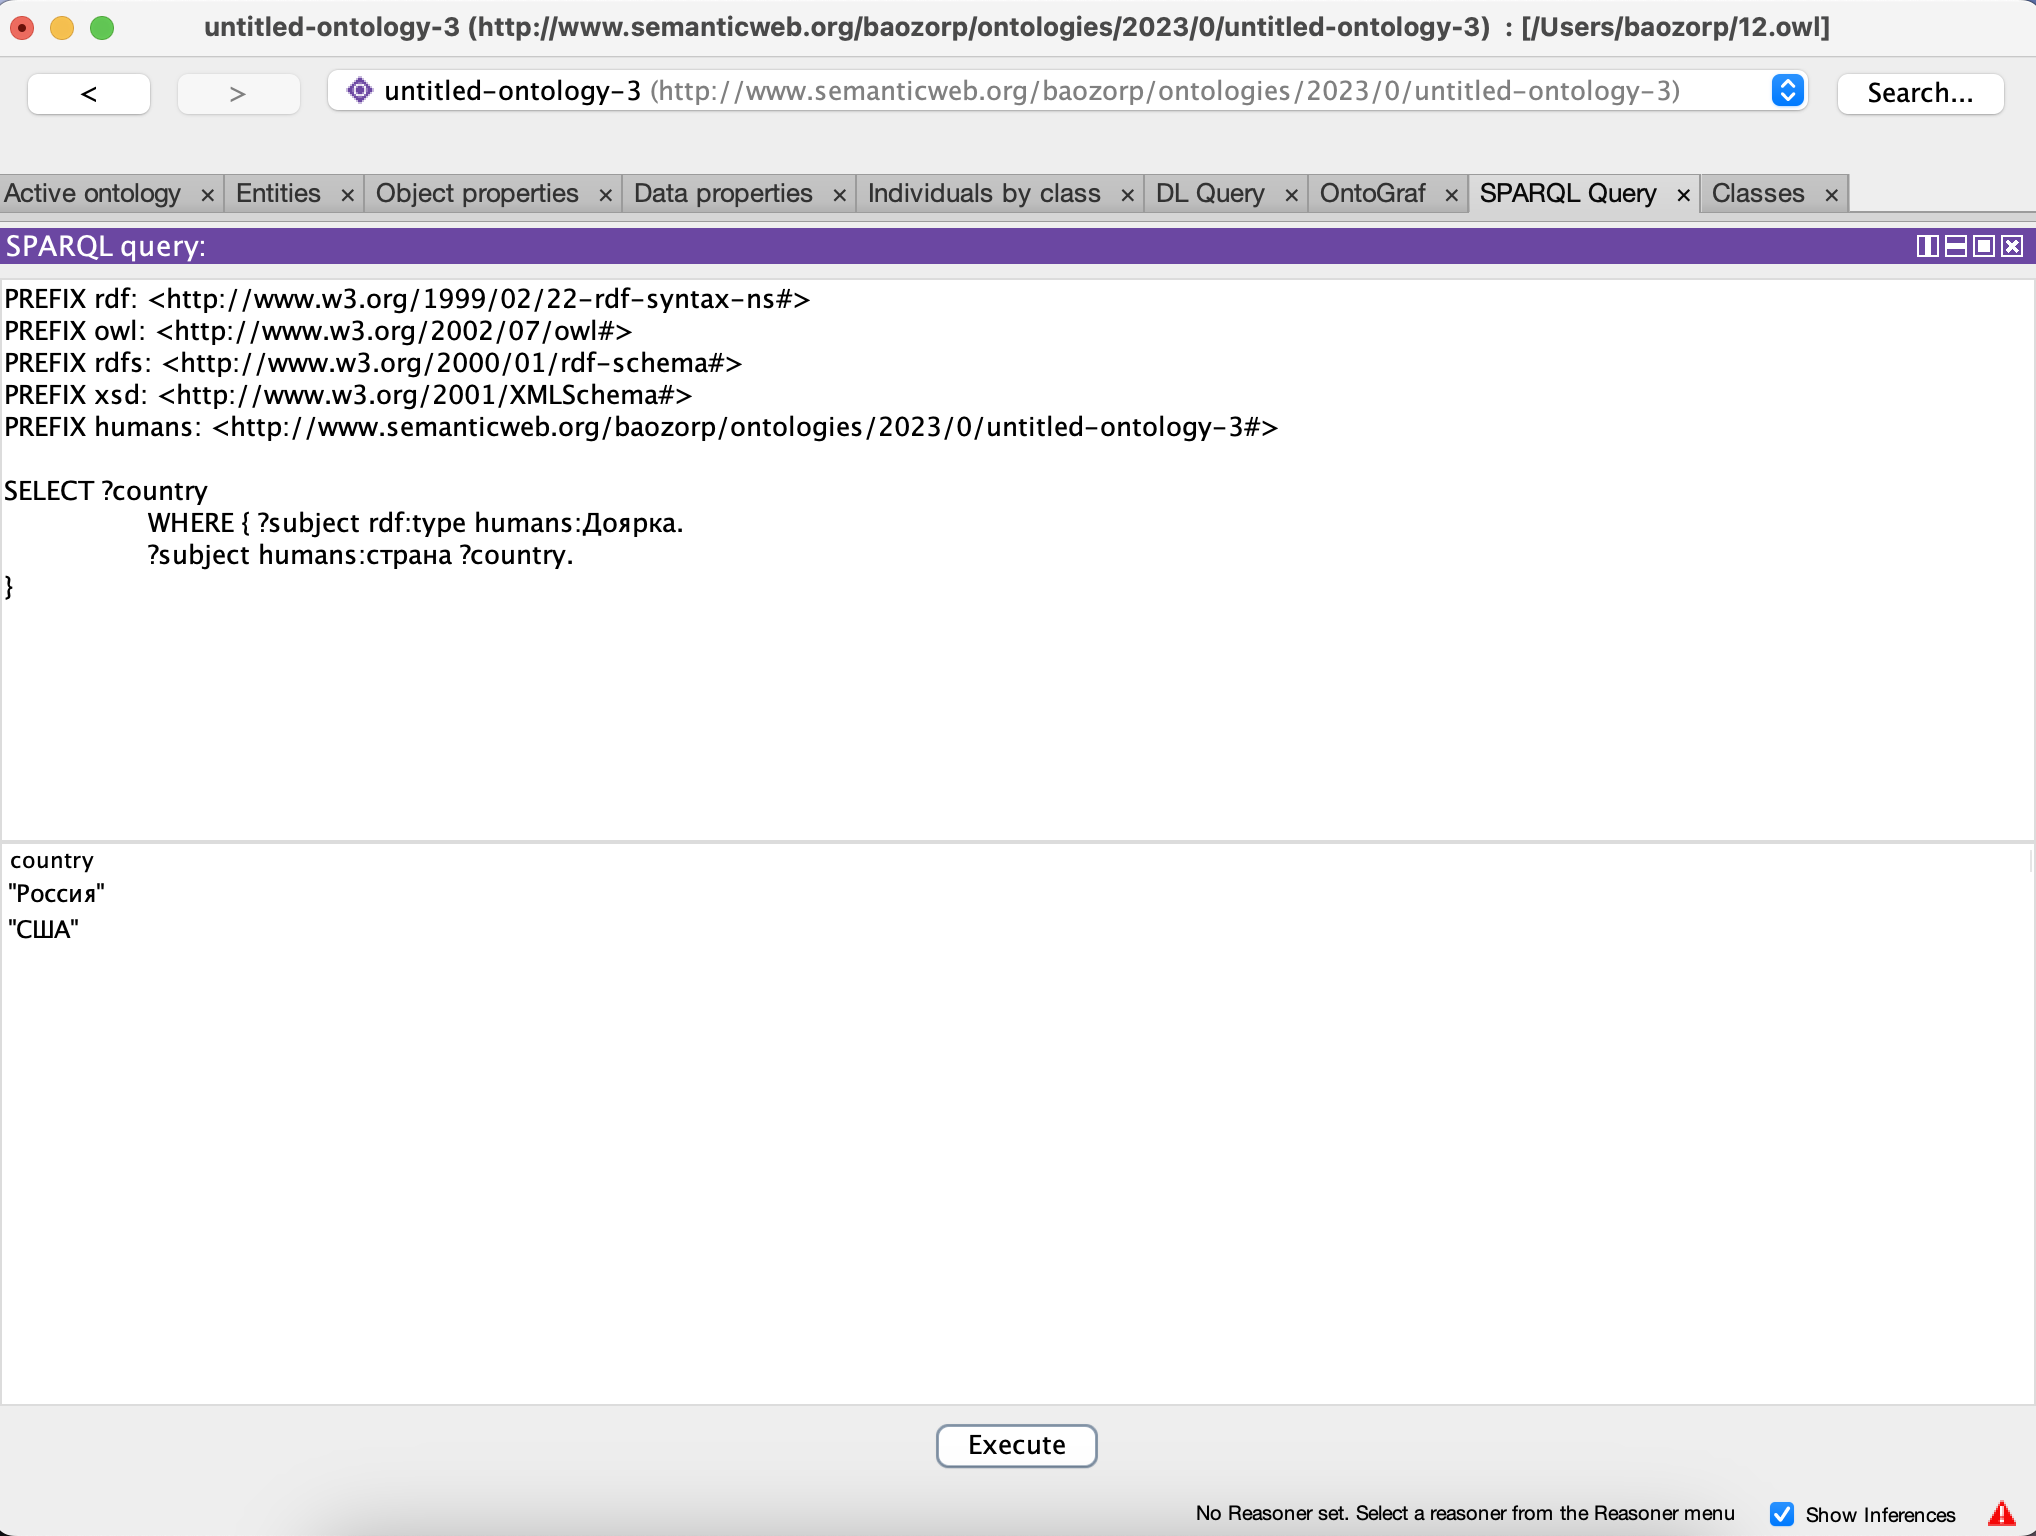 untitled-ontology-3 (http://www.semanticweb.org/baozorp/ontologies/2023/0/untitled-ontology-3) : [/Users/baozorp/12.owl]
< > untitled-ontology-3 (http://www.semanticweb.org/baozorp/ontologies/2023/0/untitled-ontology-3) Search...
Active ontology × Entities × Object properties × Data properties × Individuals by class × DL Query × OntoGraf × SPARQL Query × Classes ×
SPARQL query:
PREFIX rdf: <http://www.w3.org/1999/02/22-rdf-syntax-ns#>
PREFIX owl: <http://www.w3.org/2002/07/owl#>
PREFIX rdfs: <http://www.w3.org/2000/01/rdf-schema#>
PREFIX xsd: <http://www.w3.org/2001/XMLSchema#>
PREFIX humans: <http://www.semanticweb.org/baozorp/ontologies/2023/0/untitled-ontology-3#>
SELECT ?country
WHERE { ?subject rdf:type humans:Доярка.
?subject humans:страна ?country.
}
country
"Россия"
"США"
Execute
No Reasoner set. Select a reasoner from the Reasoner menu Show Inferences